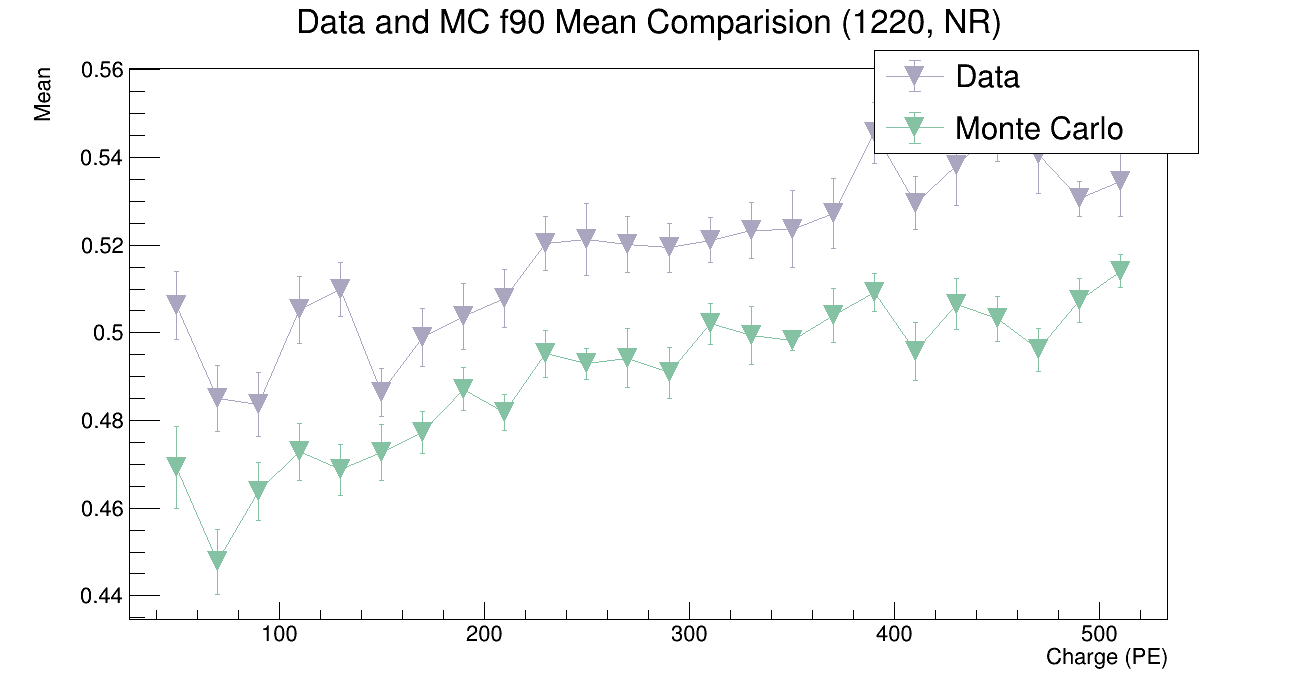 Data and MC f90 Mean Comparision (1220, NR)
Mean
0.56
0.54
0.52
0.5
0.48
0.46
0.44
Data
Monte Carlo
100
200
300
400
500
Charge (PE)